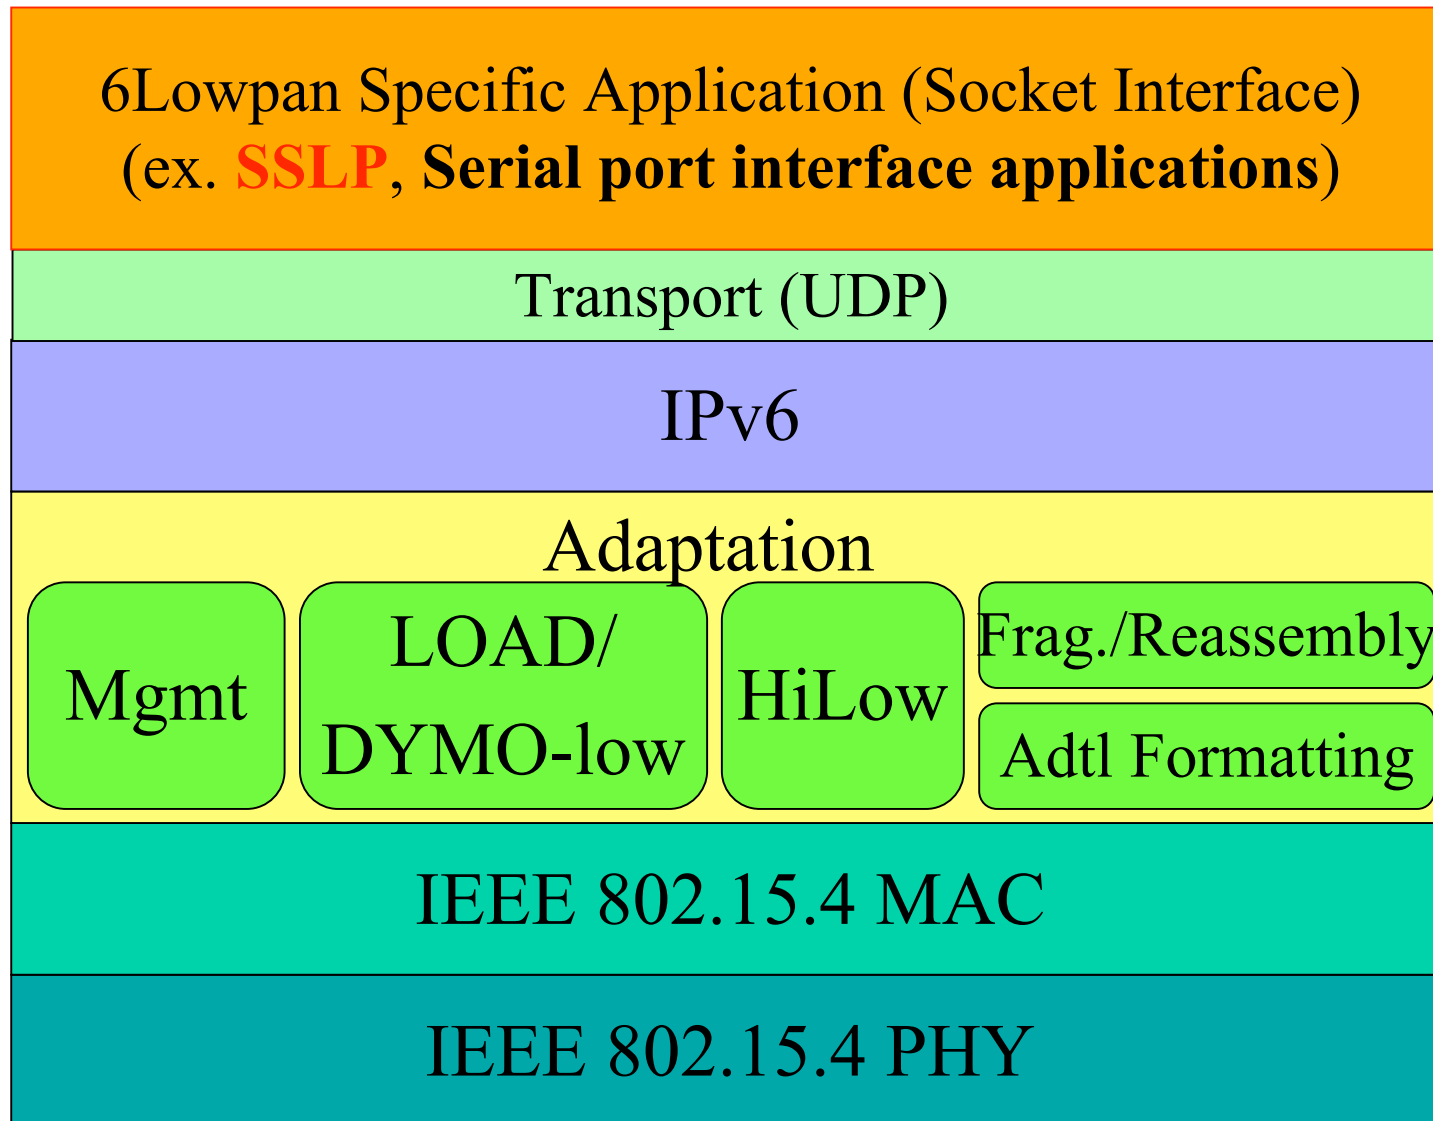 6Lowpan Specific Application (Socket Interface)
(ex. SSLP, Serial port interface applications)
Transport (UDP)
IPv6
Adaptation
Mgmt
LOAD/
DYMO-low
HiLow
Frag./Reassembly
Adtl Formatting
IEEE 802.15.4 MAC
IEEE 802.15.4 PHY